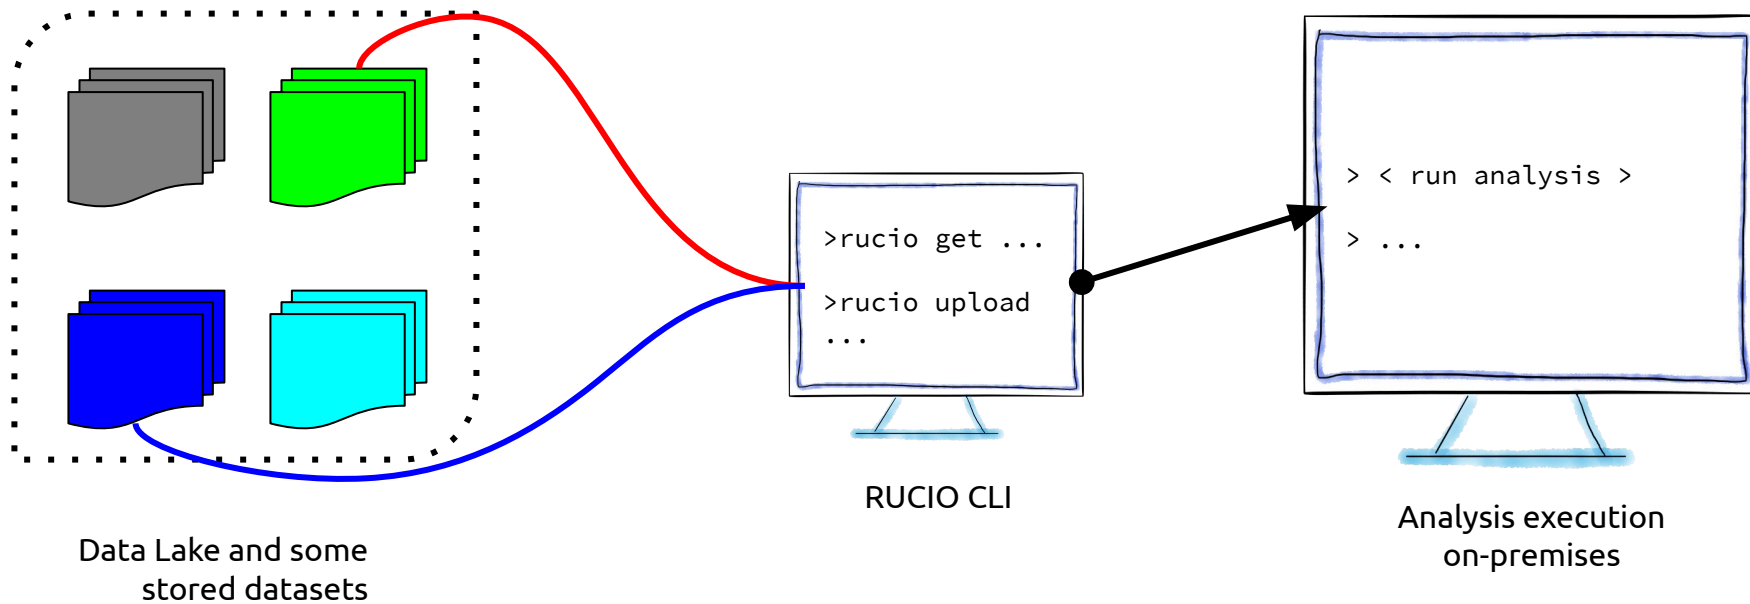 >rucio get ...
>rucio upload
...
> < run analysis >
> ...
RUCIO CLI
Analysis execution
on-premises
Data Lake and some
stored datasets